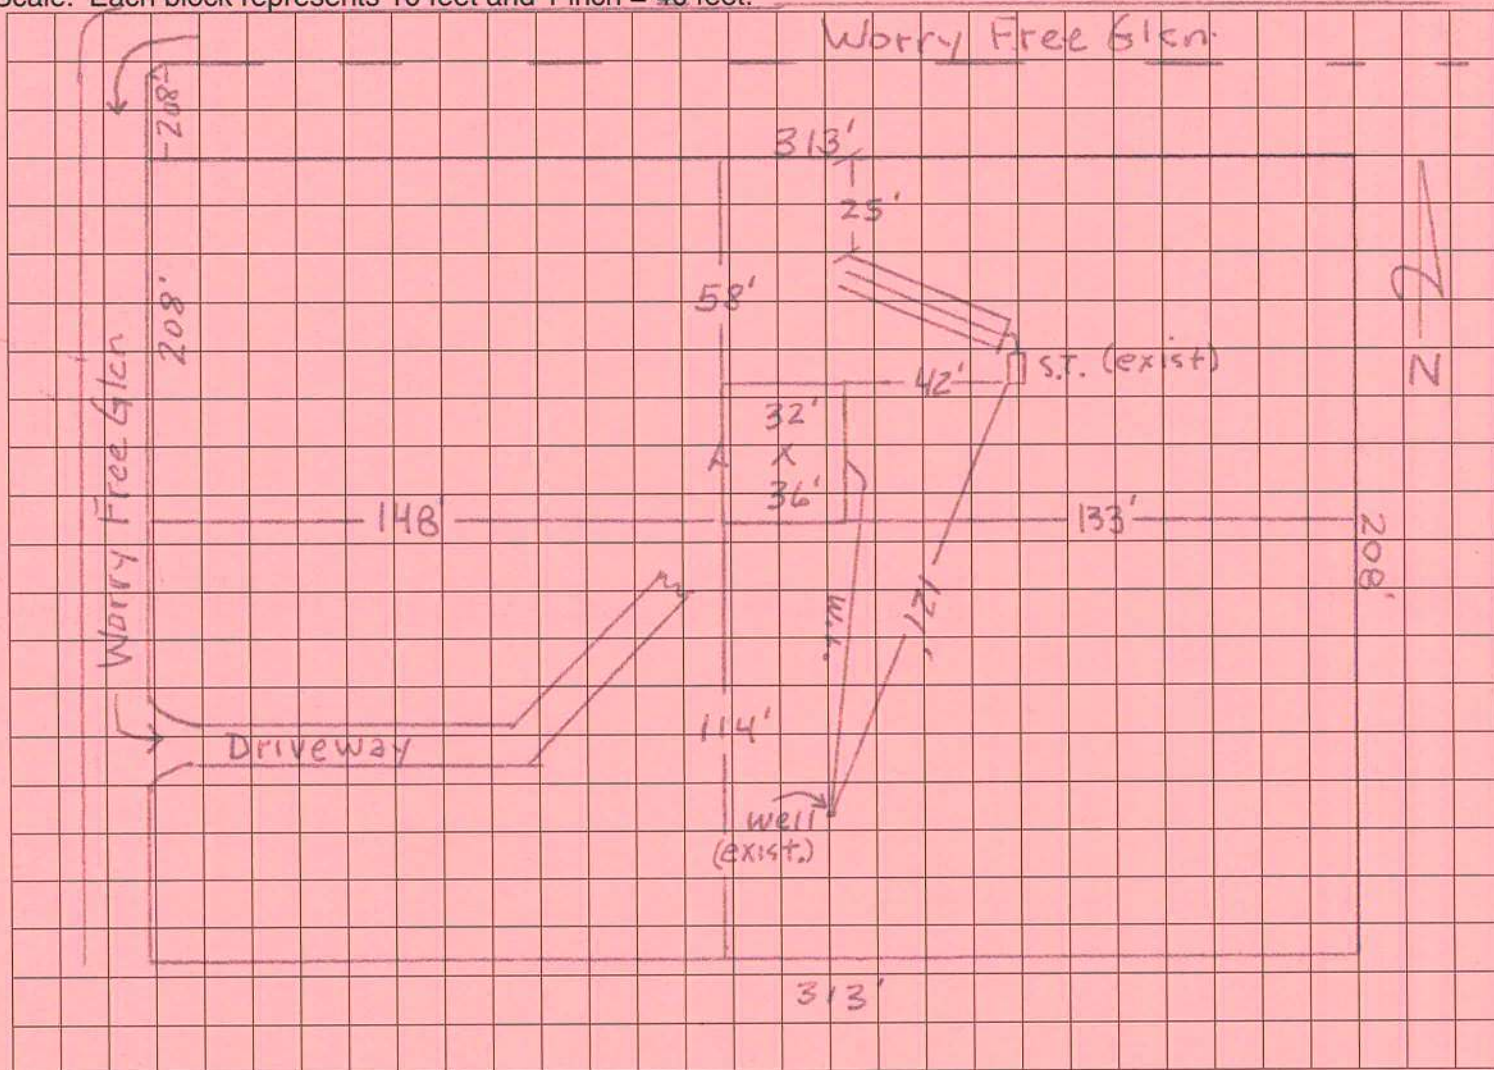 Scale: Each block represents 10 feet and 1 inch = 40 feet.
Worry Free Glen
208'
313'
25'
58'
208'
Worry Free Glen
42'
S.T. (exist)
N
32'
X
36'
148'
133'
208'
W.L.
121'
Driveway
114'
well
(exist.)
313'